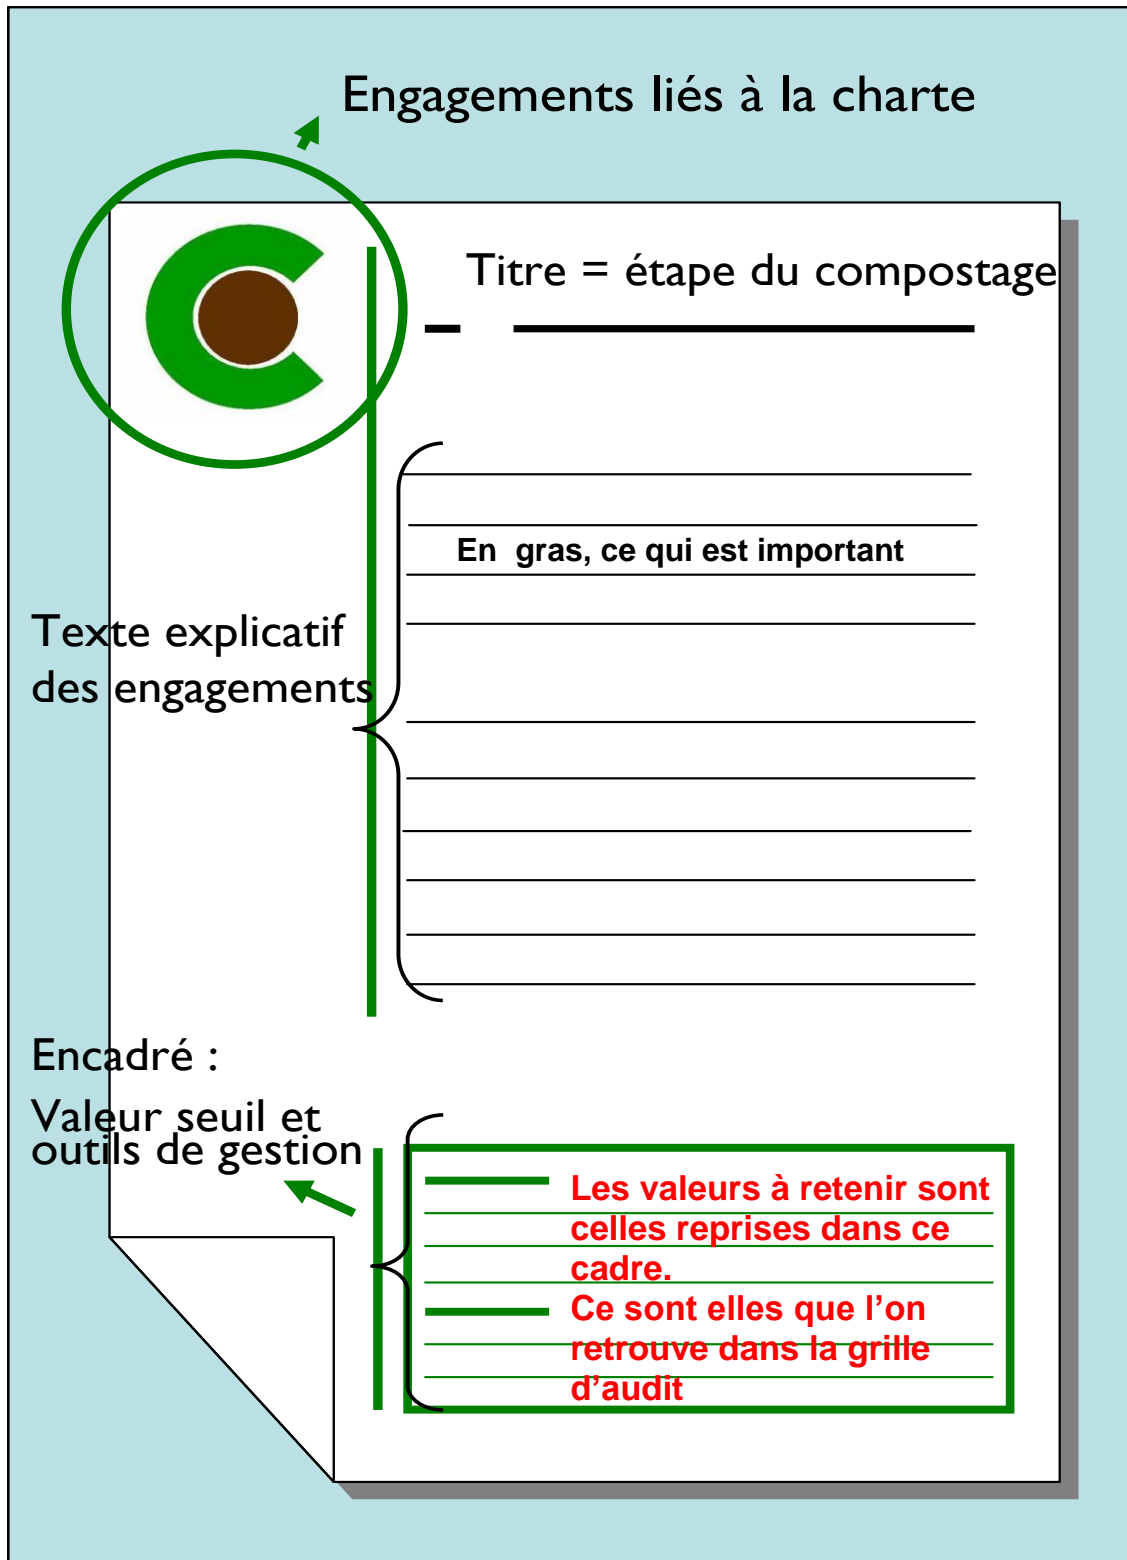 Engagements liés à la charte
Titre = étape du compostage
En gras, ce qui est important
Texte explicatif
des engagements
Encadré :
Valeur seuil et
outils de gestion
Les valeurs à retenir sont
celles reprises dans ce
cadre.
Ce sont elles que l’on
retrouve dans la grille
d’audit